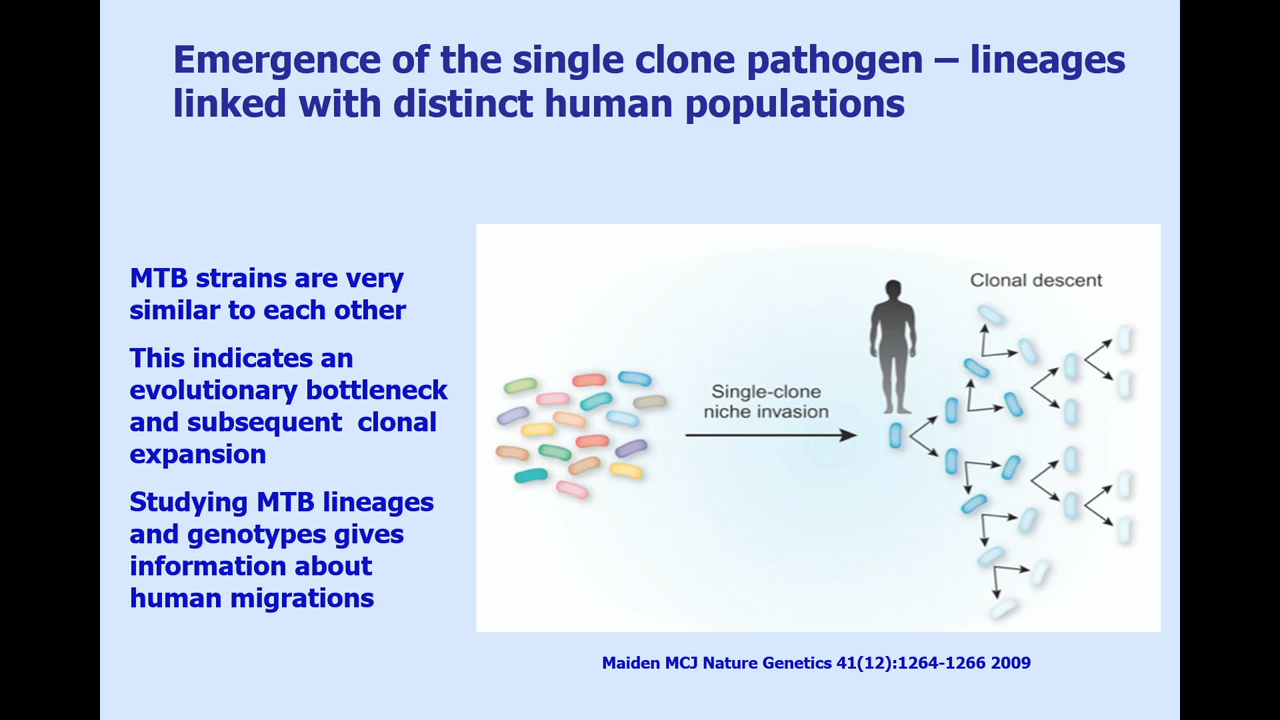 Emergence of the single clone pathogen – lineages
linked with distinct human populations
MTB strains are very
similar to each other
This indicates an
evolutionary bottleneck
and subsequent  clonal
expansion
Studying MTB lineages
and genotypes gives
information about
human migrations
Single-clone
niche invasion
Clonal descent
Maiden MCJ Nature Genetics 41(12):1264-1266 2009